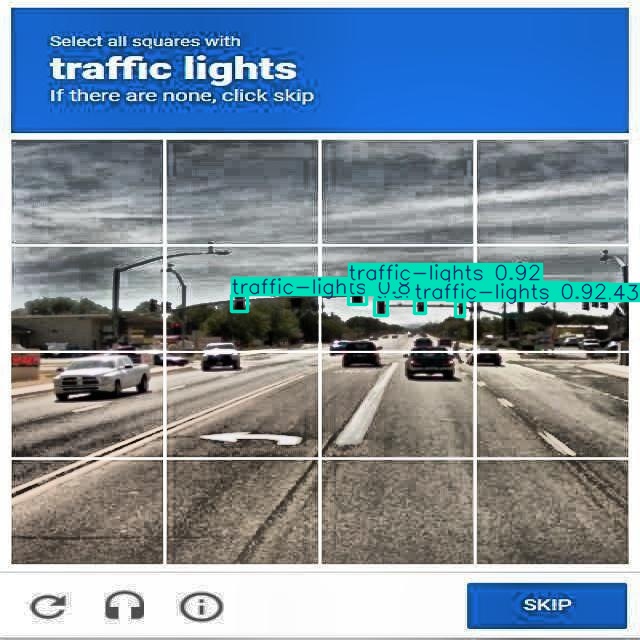 Select all squares with
traffic lights
If there are none, click skip
traffic-lights 0.92
traffic-lights 0.8
traffic-lights 0.92.43
SKIP